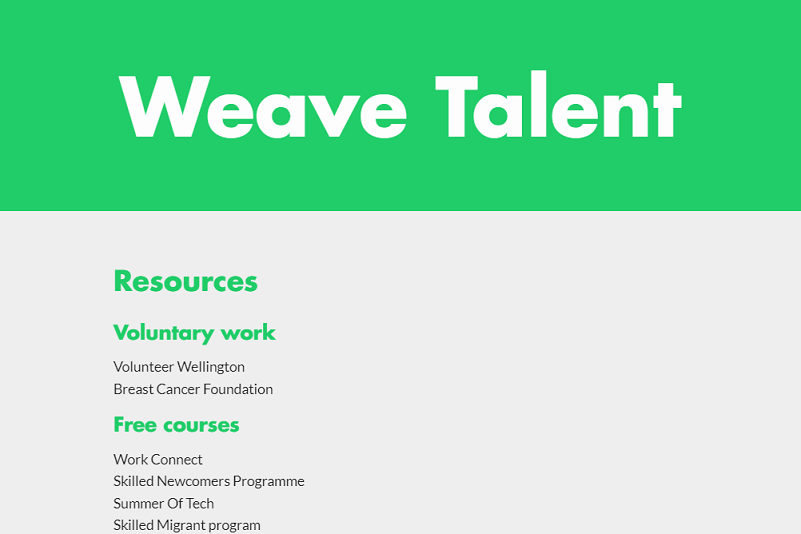 Weave Talent
Resources
Voluntary work
Volunteer Wellington
Breast Cancer Foundation
Free courses
Work Connect
Skilled Newcomers Programme
Summer Of Tech
Skilled Migrant program